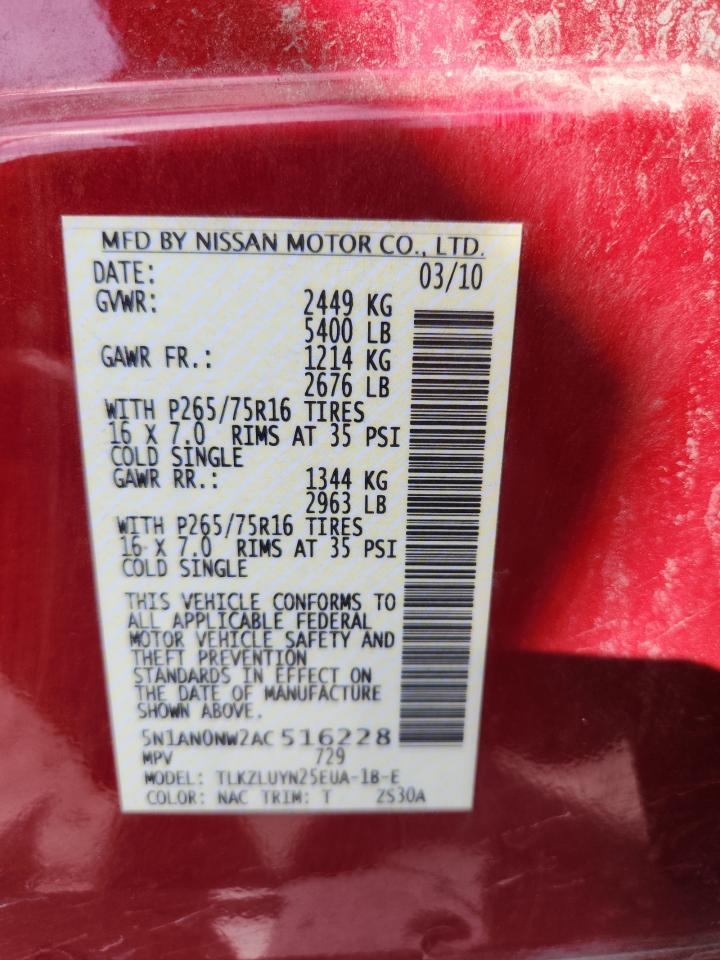 MFD BY NISSAN MOTOR CO., LTD.
DATE: 03/10
GVWR: 2449 KG
5400 LB
GAWR FR.: 1214 KG
2676 LB
WITH P265/75R16 TIRES
16 X 7.0 RIMS AT 35 PSI
COLD SINGLE
GAWR RR.: 1344 KG
2963 LB
WITH P265/75R16 TIRES
16 X 7.0 RIMS AT 35 PSI
COLD SINGLE
THIS VEHICLE CONFORMS TO
ALL APPLICABLE FEDERAL
MOTOR VEHICLE SAFETY AND
THEFT PREVENTION
STANDARDS IN EFFECT ON
THE DATE OF MANUFACTURE
SHOWN ABOVE.
5N1AN0NW2AC516228
MPV 729
MODEL: TLKZLUYN25EUA-1B-E
COLOR: NAC TRIM: T ZS30A